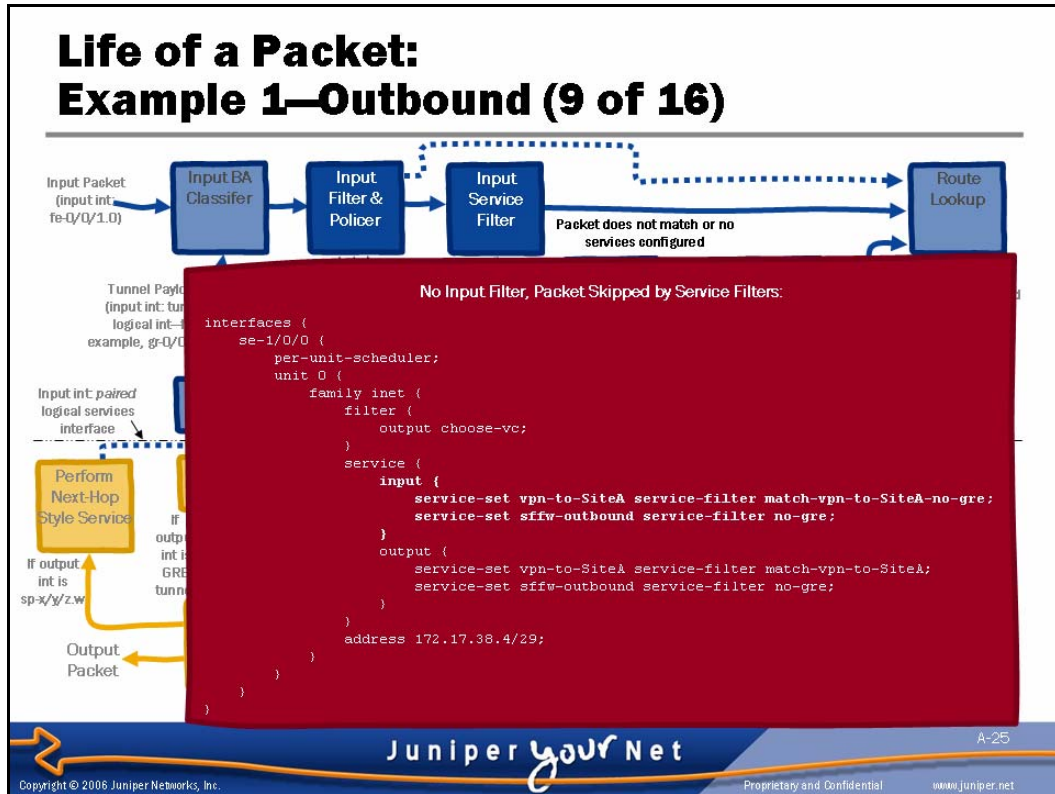 Life of a Packet:
Example 1—Outbound (9 of 16)
Input Packet
(input int:
fe-0/0/1.0)
Input BA
Classifer
Input
Filter &
Policer
Input
Service
Filter
Packet does not match or no
services configured
Route
Lookup
(input int: tun
logical int—
example, gr-0/0
Input int: paired
logical services
interface
Perform
Next-Hop
Style Service
If
outpu
int is
GRE
tunne
If output
int is
sp-x/y/z.w
Output
Packet
No Input Filter, Packet Skipped by Service Filters:
interfaces {
se-1/0/0 {
per-unit-scheduler;
unit 0 {
family inet {
filter {
output choose-vc;
}
service {
input {
service-set vpn-to-SiteA service-filter match-vpn-to-SiteA-no-gre;
service-set sffw-outbound service-filter no-gre;
}
output {
service-set vpn-to-SiteA service-filter match-vpn-to-SiteA;
service-set sffw-outbound service-filter no-gre;
}
}
address 172.17.38.4/29;
}
}
}
}
Juniper your Net
A-25
Copyright © 2006 Juniper Networks, Inc.
Proprietary and Confidential
www.juniper.net